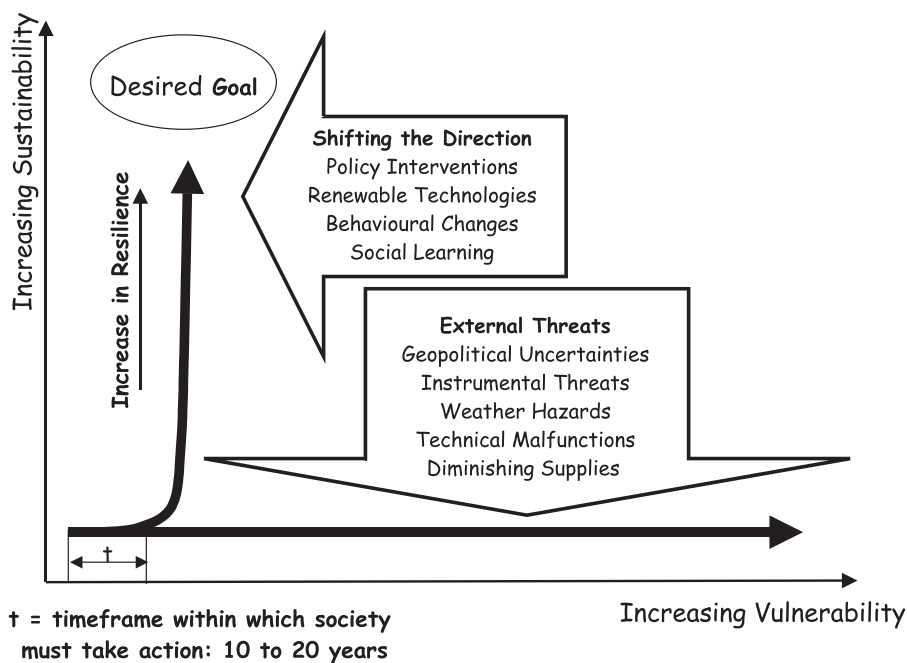 Increasing Sustainability
Desired Goal
Shifting the Direction
Policy Interventions
Renewable Technologies
Behavioural Changes
Social Learning
Increase in Resilience
External Threats
Geopolitical Uncertainties
Instrumental Threats
Weather Hazards
Technical Malfunctions
Diminishing Supplies
t
Increasing Vulnerability
t = timeframe within which society
must take action: 10 to 20 years